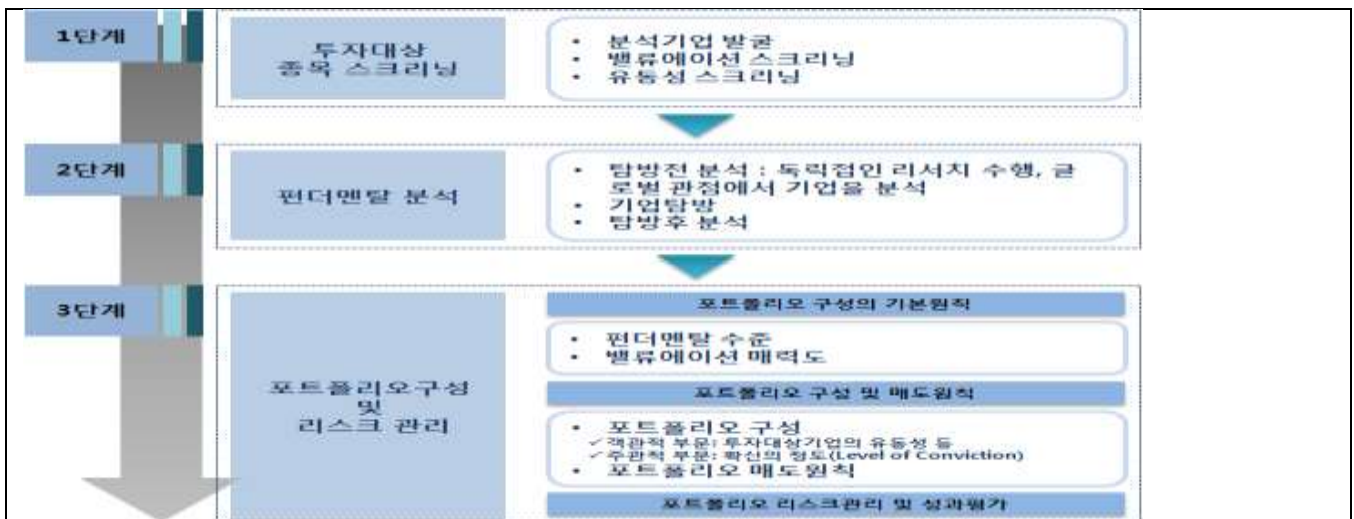 1단계
투자대상
종목 스크리닝
• 분석기업 발굴
• 밸류에이션 스크리닝
• 유동성 스크리닝
2단계
펀더멘탈 분석
• 탐방전 분석 : 독립점인 리서치 수행, 글
로벌 관점에서 기업을 분석
• 기업탐방
• 탐방후 분석
3단계
포트폴리오구성
및
리스크 관리
포트폴리오 구성의 기본원칙
• 펀더멘탈 수준
• 밸류에이션 매력도
포트폴리오 구성 및 매도원칙
• 포트폴리오 구성
✓객관적 부문: 투자대상기업의 유동성 등
✓주관적 부문: 확신의 정도(Level of Conviction)
• 포트폴리오 매도원칙
포트폴리오 리스크관리 및 성과평가